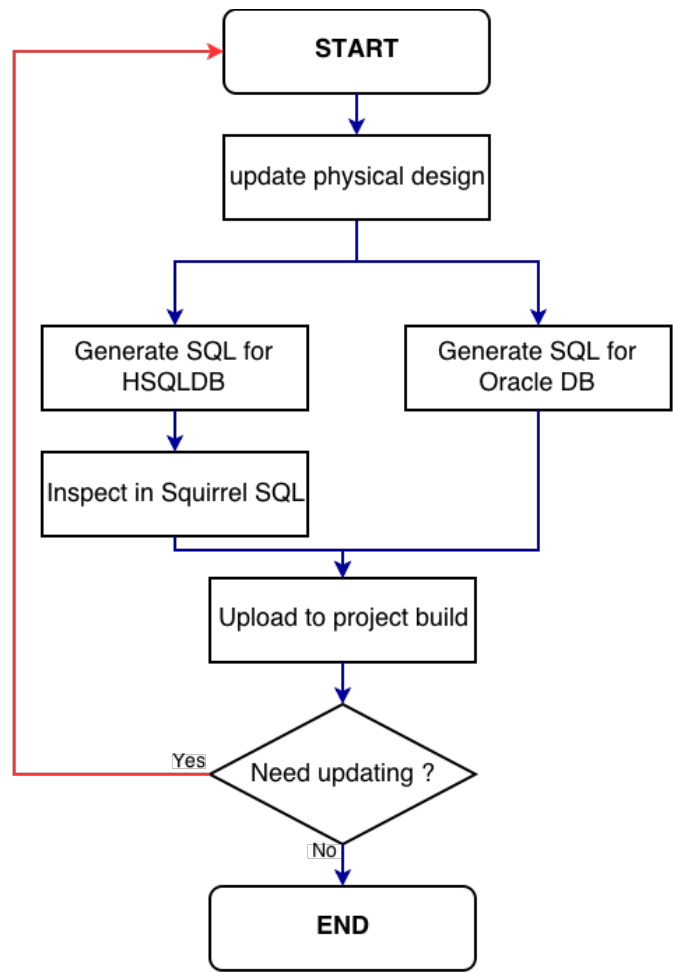 START
update physical design
Generate SQL for
HSQLDB
Generate SQL for
Oracle DB
Inspect in Squirrel SQL
Upload to project build
Yes
Need updating ?
No
END